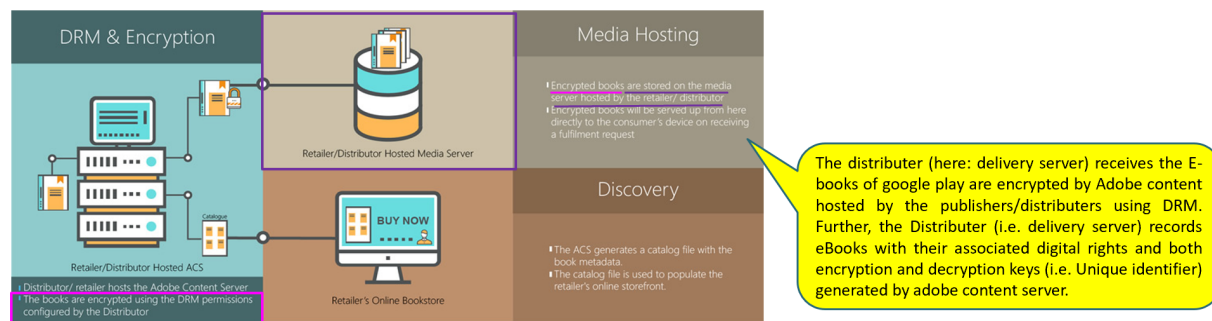 DRM & Encryption
Retailer/Distributor Hosted ACS
Catalogue
Distributor/ retailer hosts the Adobe Content Server
The books are encrypted using the DRM permissions
configured by the Distributor
Retailer/Distributor Hosted Media Server
BUY NOW
Retailer's Online Bookstore
Media Hosting
Encrypted books are stored on the media
server hosted by the retailer/ distributor
Encrypted books will be served up from here
directly to the consumer's device on receiving
a fulfilment request
Discovery
The ACS generates a catalog file with the
book metadata.
The catalog file is used to populate the
retailer's online storefront.
The distributer (here: delivery server) receives the E-
books of google play are encrypted by Adobe content
hosted by the publishers/distributers using DRM.
Further, the Distributer (i.e. delivery server) records
eBooks with their associated digital rights and both
encryption and decryption keys (i.e. Unique identifier)
generated by adobe content server.